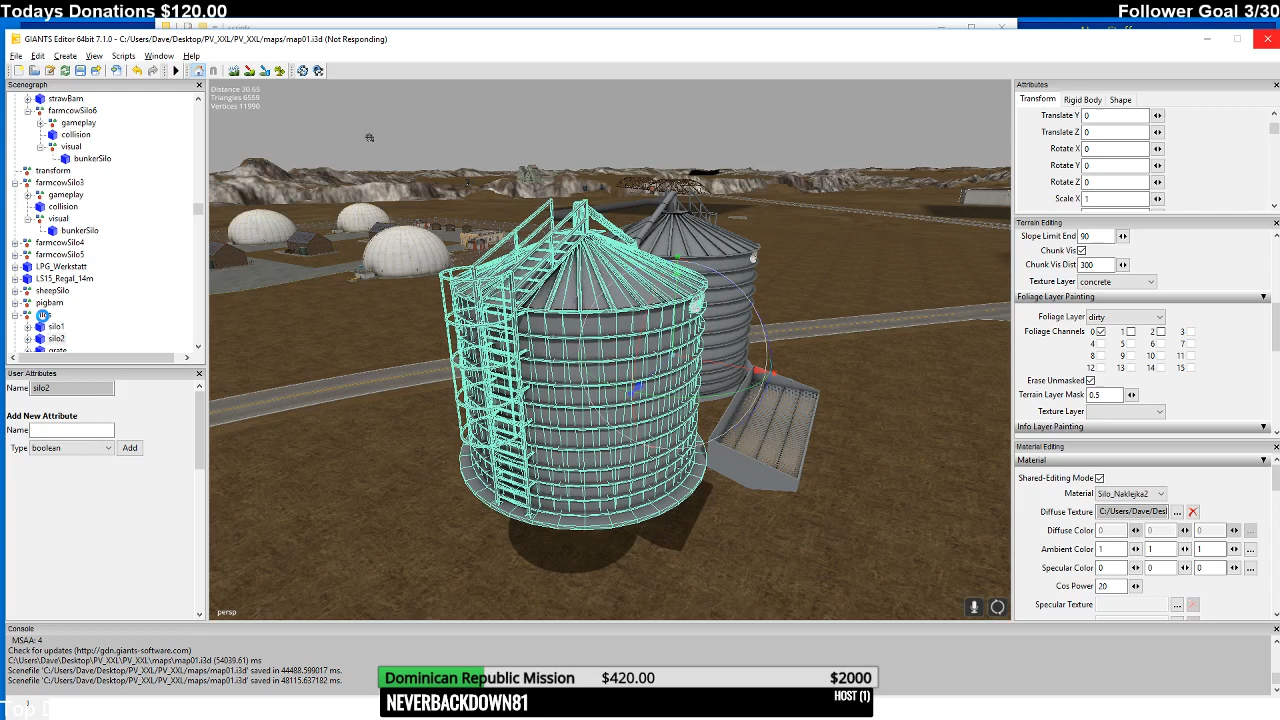 Todays Donations $120.00
Follower Goal 3/30
GIANTS Editor 64bit 7.1.0 - C:/Users/Dave/Desktop/PV_XXL/PV_XXL/maps/map01.i3d (Not Responding)
File Edit Create View Scripts Window Help
Scenegraph
strawBarn
farmcowSilo6
gameplay
collision
visual
bunkerSilo
transform
farmcowSilo3
gameplay
collision
visual
bunkerSilo
farmcowSilo4
farmcowSilo5
LPG_Werkstatt
LS15_Regal_14m
sheepSilo
pigbarn
silo1
silo2
grate
User Attributes
Name silo2
Add New Attribute
Name
Type boolean Add
Distance 30.65
Triangles 6559
Vertices 11990
persp
Attributes
Transform Rigid Body Shape
Translate Y 0
Translate Z 0
Rotate X 0
Rotate Y 0
Rotate Z 0
Scale X 1
Terrain Editing
Slope Limit End 90
Chunk Vis
Chunk Vis Dist 300
Texture Layer concrete
Foliage Layer Painting
Foliage Layer dirty
Foliage Channels 0 1 2 3
4 5 6 7
8 9 10 11
12 13 14 15
Erase Unmasked
Terrain Layer Mask 0.5
Texture Layer
Info Layer Painting
Material Editing
Material
Shared-Editing Mode
Material Silo_Naklejka2
Diffuse Texture C:/Users/Dave/Desl ...
Diffuse Color 0 0 0 ...
Ambient Color 1 1 1 ...
Specular Color 0 0 0 ...
Cos Power 20
Specular Texture ...
Console
MSAA: 4
Check for updates (http://gdn.giants-software.com)
C:\Users\Dave\Desktop\PV_XXL\PV_XXL\maps\map01.i3d (54039.61) ms
Scenefile 'C:/Users/Dave/Desktop/PV_XXL/PV_XXL/maps/map01.i3d' saved in 44488.599017 ms.
Scenefile 'C:/Users/Dave/Desktop/PV_XXL/PV_XXL/maps/map01.i3d' saved in 48115.637182 ms.
Dominican Republic Mission $420.00 $2000
NEVERBACKDOWN81 HOST (1)
Top D